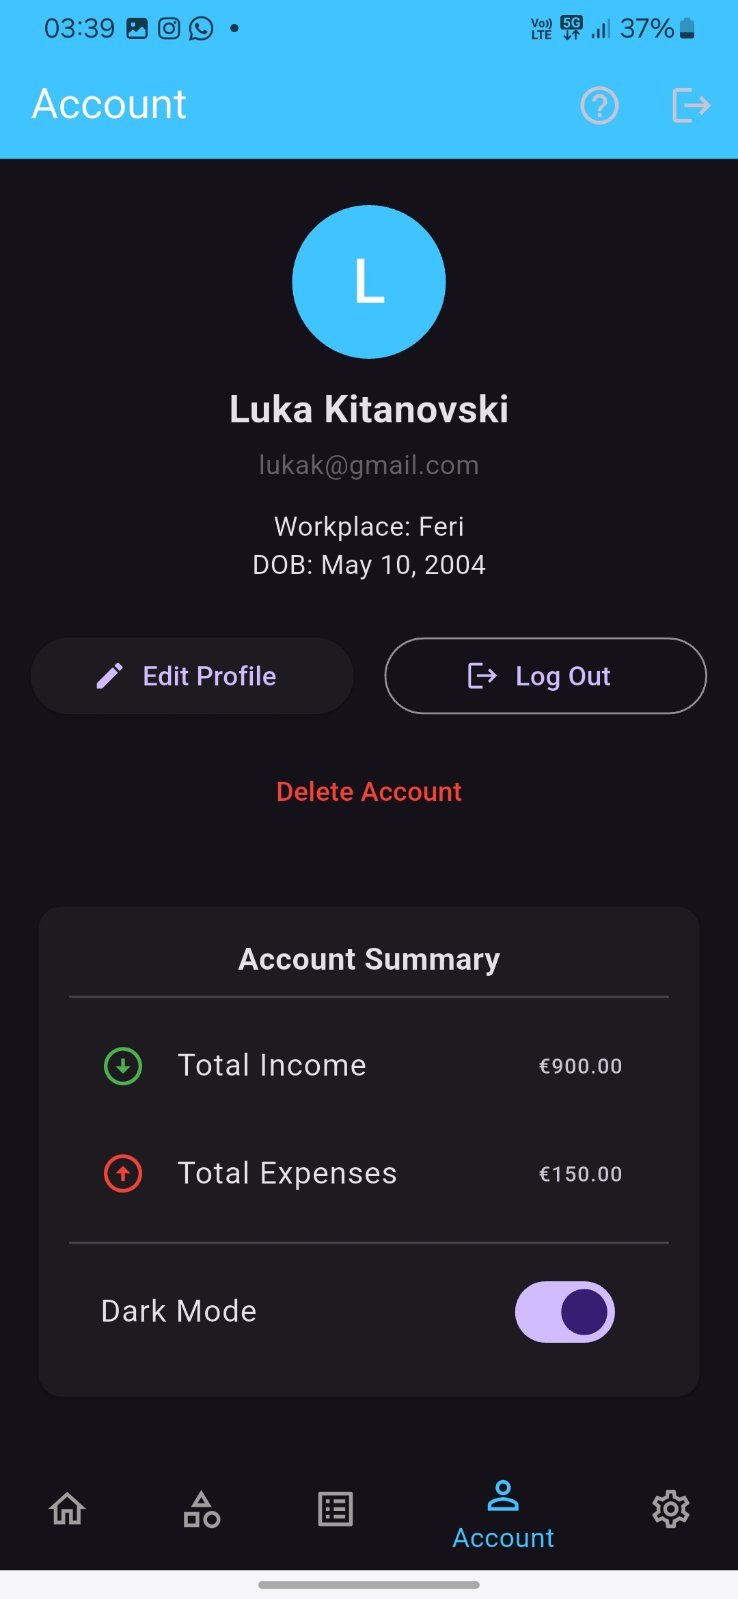 03:39
Vo)) LTE 5G 37%
Account
L
Luka Kitanovski
lukak@gmail.com
Workplace: Feri
DOB: May 10, 2004
Edit Profile
Log Out
Delete Account
Account Summary
Total Income €900.00
Total Expenses €150.00
Dark Mode
Account